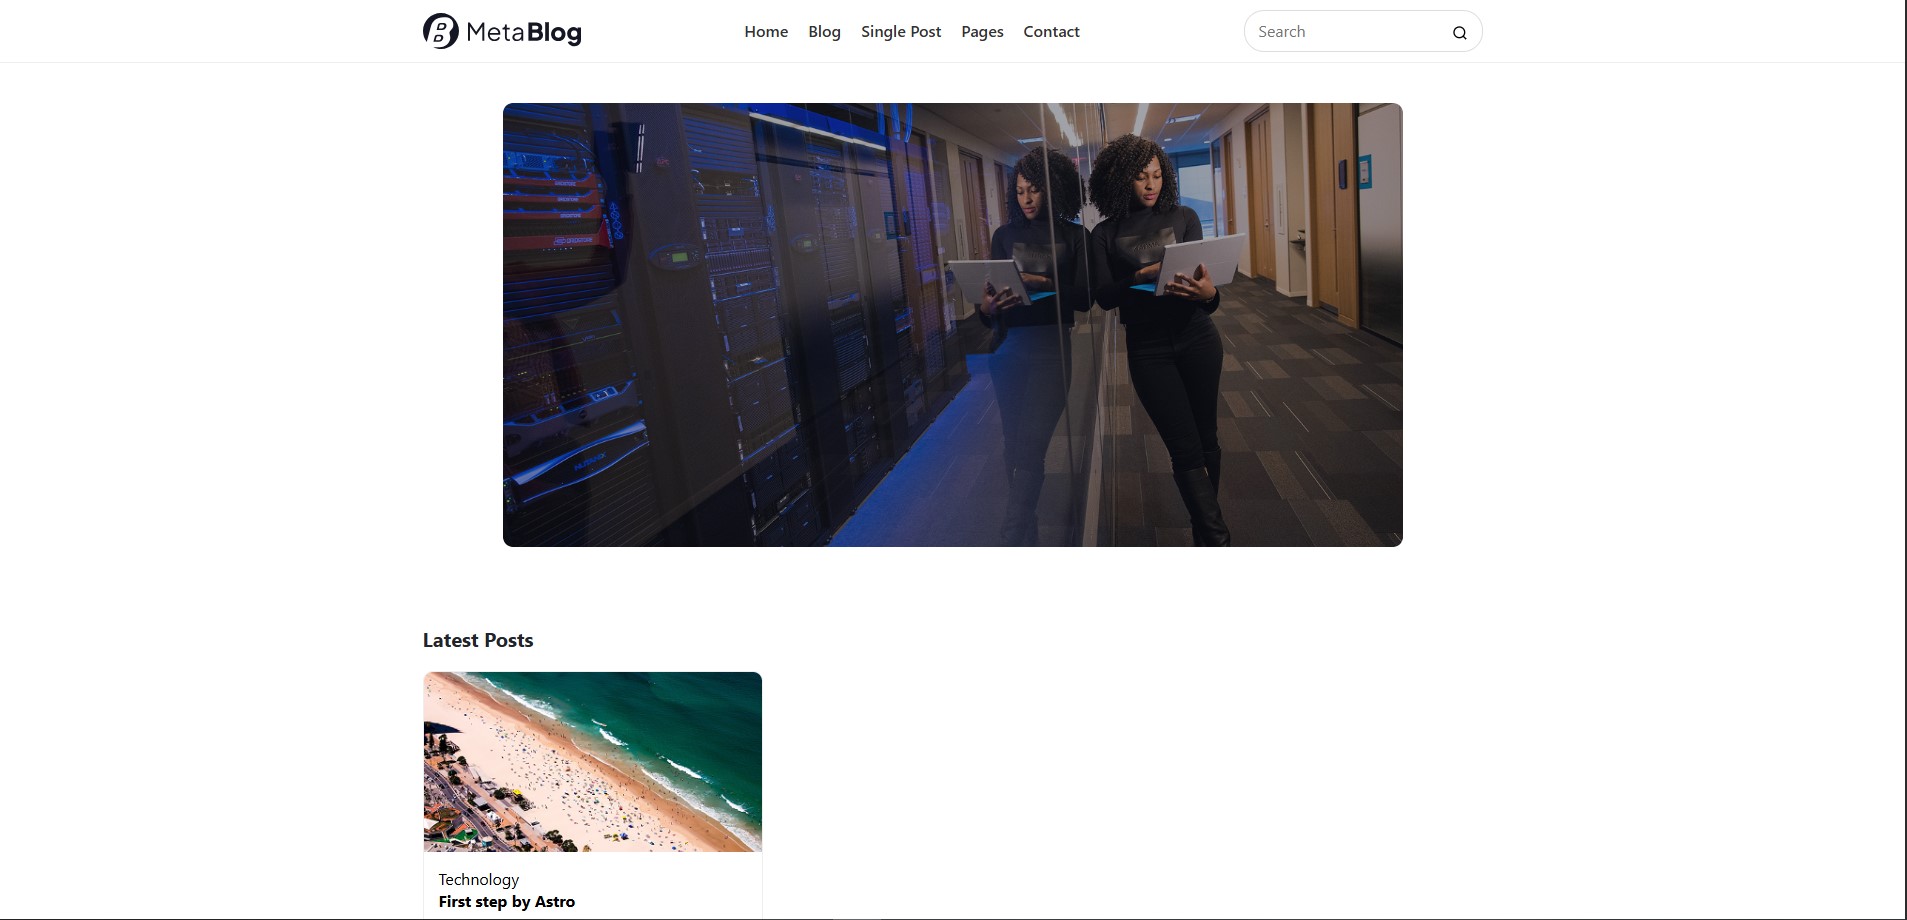 MetaBlog
Home Blog Single Post Pages Contact
Search
Latest Posts
Technology
First step by Astro